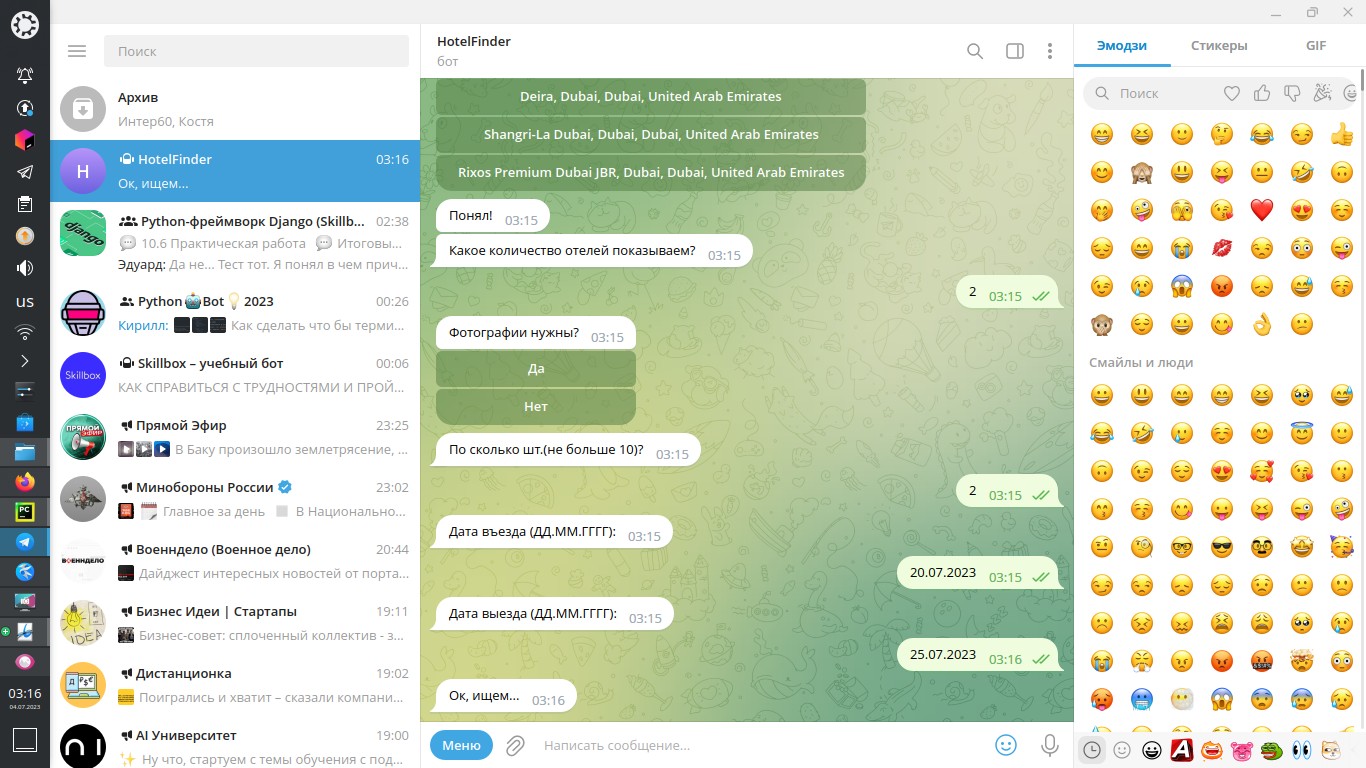 us
03:16
04.07.2023
Поиск
Архив
Интер60, Костя
H
HotelFinder
03:16
Ок, ищем...
django
Python-фреймворк Django (Skillb...
02:38
💬 10.6 Практическая работа 💬 Итоговы...
Эдуард: Да не... Тест тот. Я понял в чем прич...
Python🤖Bot💡2023
00:26
Кирилл: Как сделать что бы терми...
Skillbox
Skillbox – учебный бот
00:06
КАК СПРАВИТЬСЯ С ТРУДНОСТЯМИ И ПРОЙ...
ПРЯМОЙ
ЭФИР
Прямой Эфир
23:25
В Баку произошло землетрясение, ...
Минобороны России
23:02
Главное за день В Национально...
ВОЕННДЕЛО
Военндело (Военное дело)
20:44
Дайджест интересных новостей от порта...
IDEA
Бизнес Идеи | Стартапы
19:11
Бизнес-совет: сплоченный коллектив - з...
Дистанционка
19:02
Поигрались и хватит – сказали компани...
AI Университет
19:00
✨ Ну что, стартуем с темы обучения с под...
HotelFinder
бот
Deira, Dubai, Dubai, United Arab Emirates
Shangri-La Dubai, Dubai, Dubai, United Arab Emirates
Rixos Premium Dubai JBR, Dubai, Dubai, United Arab Emirates
Понял! 03:15
Какое количество отелей показываем? 03:15
2 03:15
Фотографии нужны? 03:15
Да
Нет
По сколько шт.(не больше 10)? 03:15
2 03:15
Дата въезда (ДД.ММ.ГГГГ): 03:15
20.07.2023 03:15
Дата выезда (ДД.ММ.ГГГГ): 03:15
25.07.2023 03:16
Ок, ищем... 03:16
Меню
Написать сообщение...
Эмодзи Стикеры GIF
Поиск
Смайлы и люди